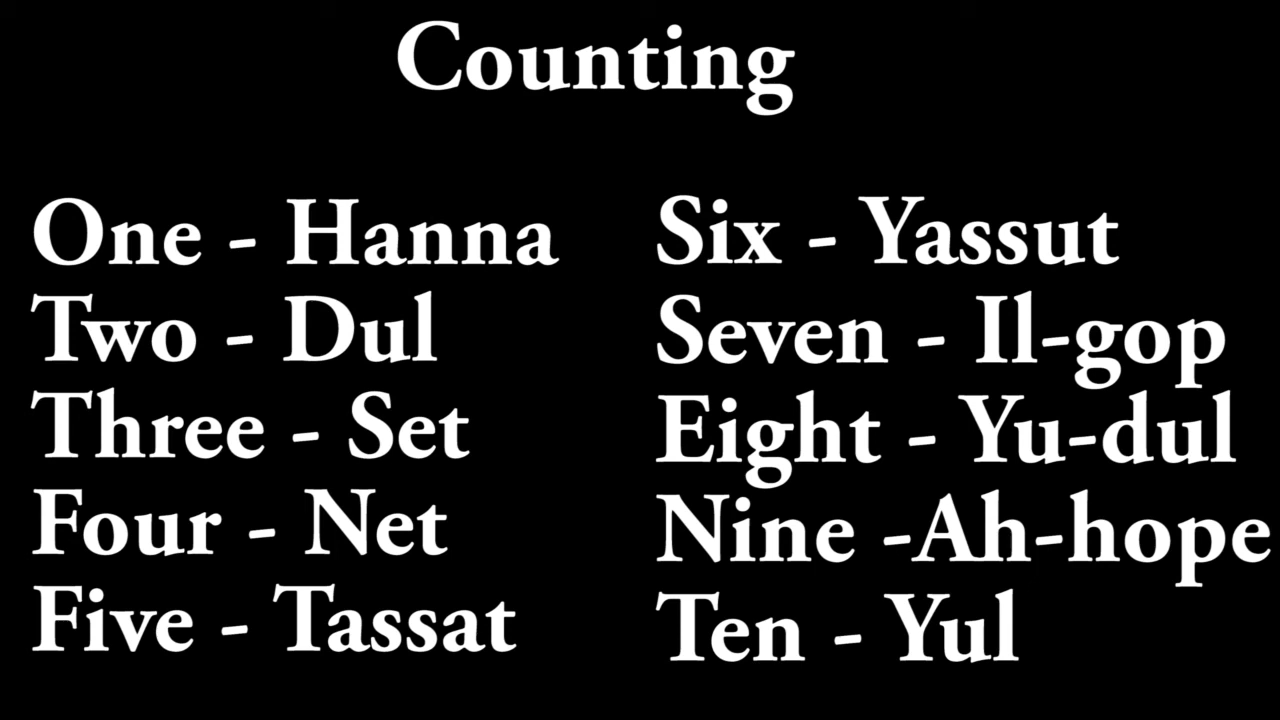 Counting
One - Hanna
Two - Dul
Three - Set
Four - Net
Five - Tassat
Six - Yassut
Seven - Il-gop
Eight - Yu-dul
Nine -Ah-hope
Ten - Yul